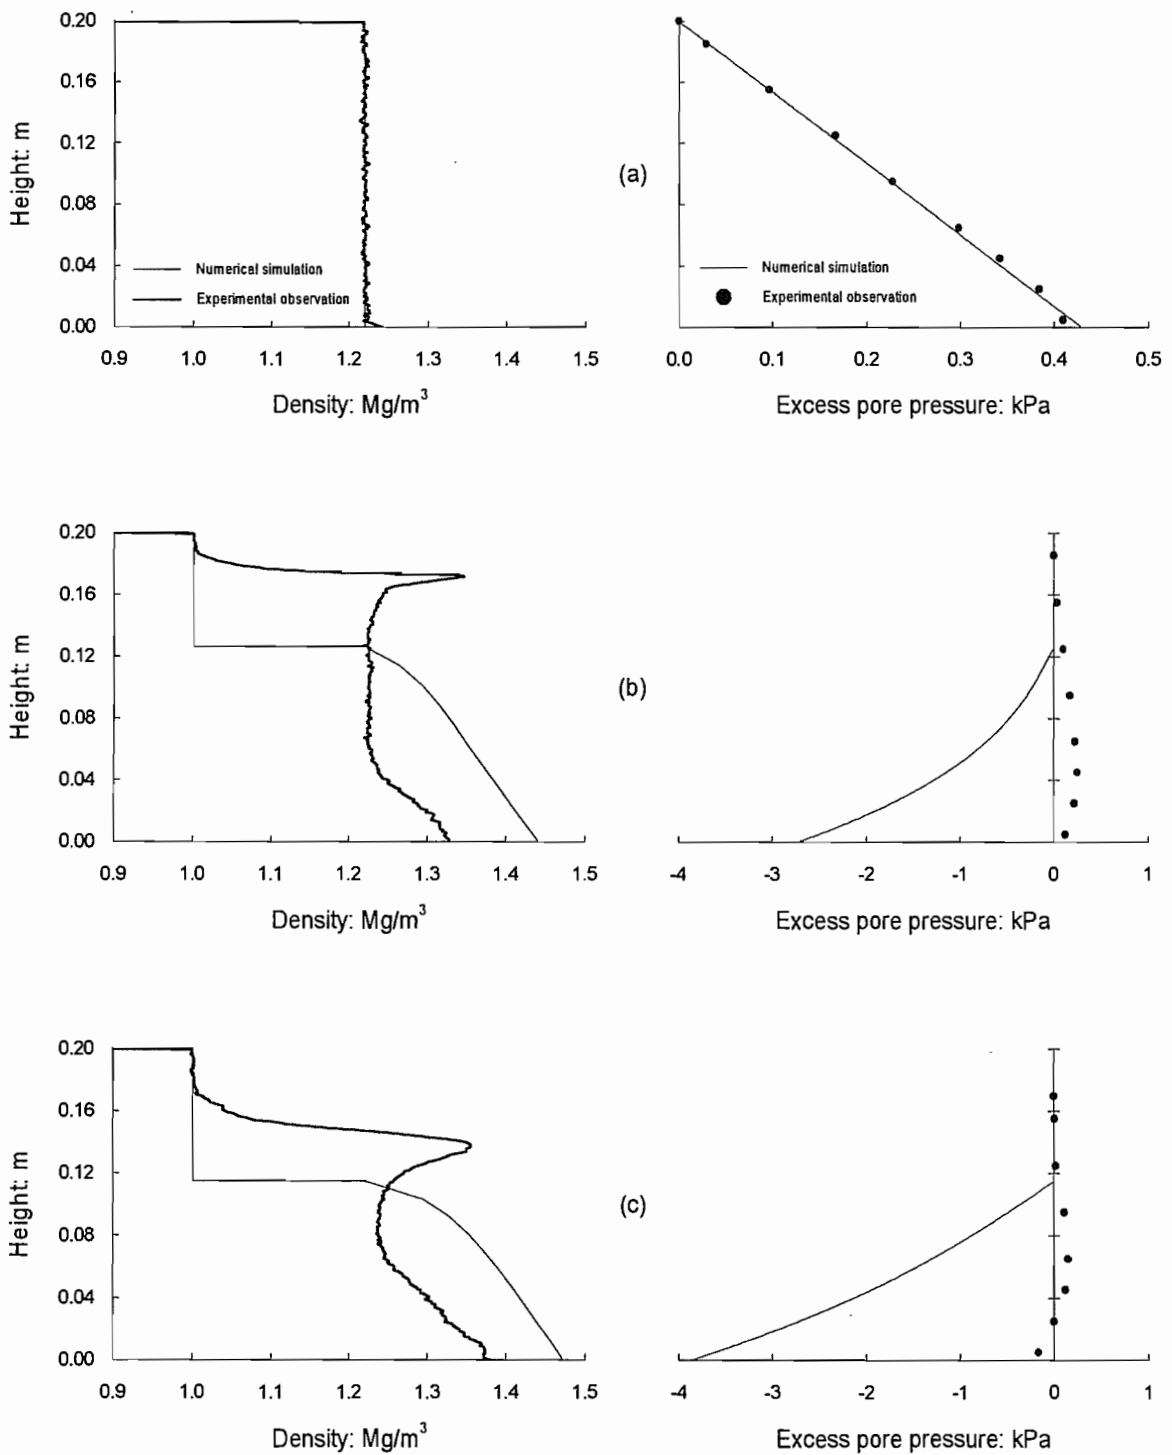 0.20
0.16
0.12
0.08
0.04
0.00
Height: m
Numerical simulation
Experimental observation
0.9 1.0 1.1 1.2 1.3 1.4 1.5
Density: Mg/m³
(a)
Numerical simulation
Experimental observation
0.0 0.1 0.2 0.3 0.4 0.5
Excess pore pressure: kPa
0.20
0.16
0.12
0.08
0.04
0.00
Height: m
0.9 1.0 1.1 1.2 1.3 1.4 1.5
Density: Mg/m³
(b)
-4 -3 -2 -1 0 1
Excess pore pressure: kPa
0.20
0.16
0.12
0.08
0.04
0.00
Height: m
0.9 1.0 1.1 1.2 1.3 1.4 1.5
Density: Mg/m³
(c)
-4 -3 -2 -1 0 1
Excess pore pressure: kPa